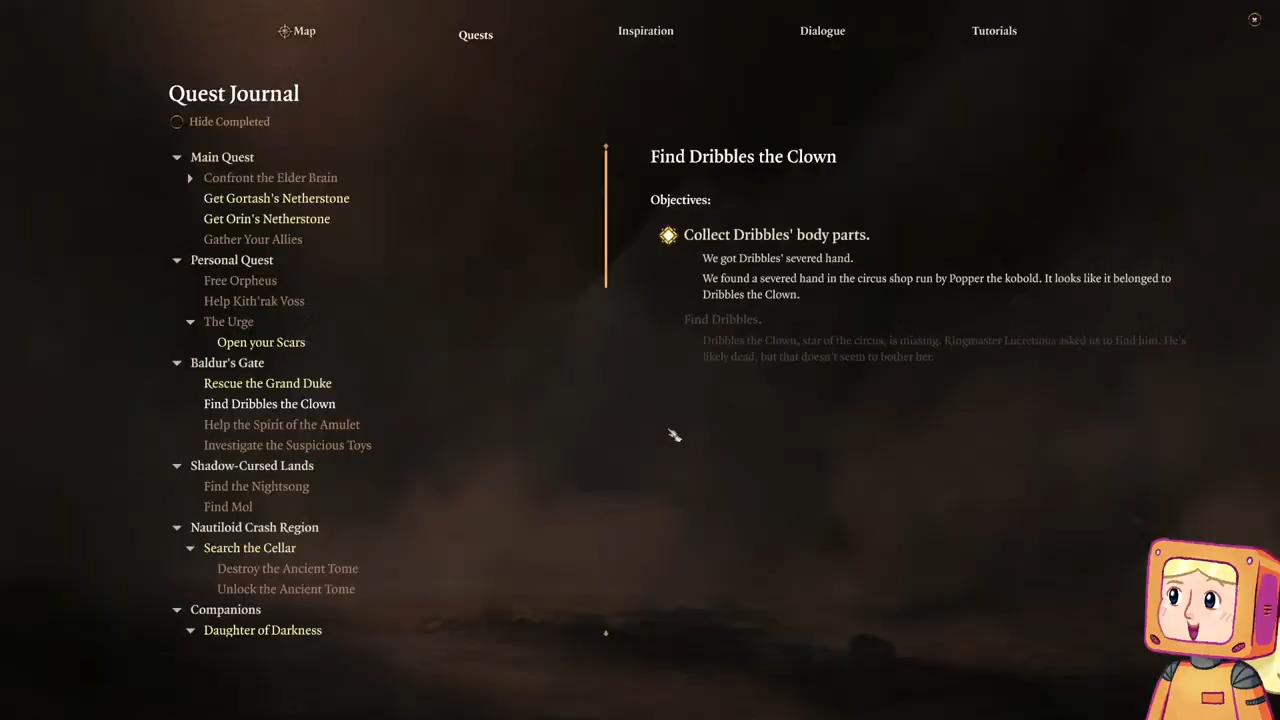 Map
Quests
Inspiration
Dialogue
Tutorials
Quest Journal
Hide Completed
Main Quest
Confront the Elder Brain
Get Gortash's Netherstone
Get Orin's Netherstone
Gather Your Allies
Personal Quest
Free Orpheus
Help Kith'rak Voss
The Urge
Open your Scars
Baldur's Gate
Rescue the Grand Duke
Find Dribbles the Clown
Help the Spirit of the Amulet
Investigate the Suspicious Toys
Shadow-Cursed Lands
Find the Nightsong
Find Mol
Nautiloid Crash Region
Search the Cellar
Destroy the Ancient Tome
Unlock the Ancient Tome
Companions
Daughter of Darkness
Find Dribbles the Clown
Objectives:
Collect Dribbles' body parts.
We got Dribbles' severed hand.
We found a severed hand in the circus shop run by Popper the kobold. It looks like it belonged to
Dribbles the Clown.
Find Dribbles.
Dribbles the Clown, star of the circus, is missing. Ringmaster Lucretious asked us to find him. He's
likely dead, but that doesn't seem to bother her.